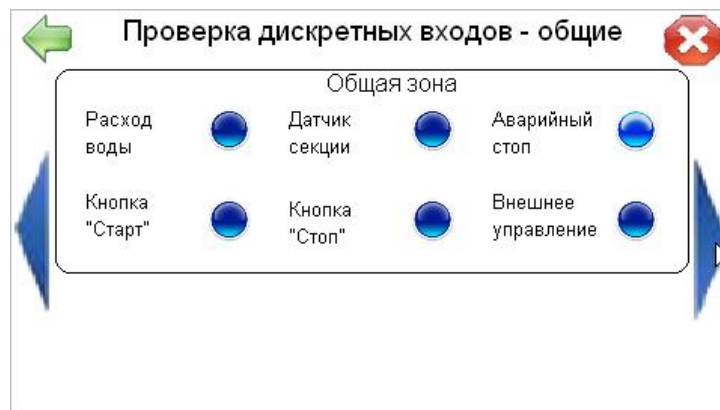 Проверка дискретных входов - общие
Общая зона
Расход
воды
Датчик
секции
Аварийный
стоп
Кнопка
"Старт"
Кнопка
"Стоп"
Внешнее
управление